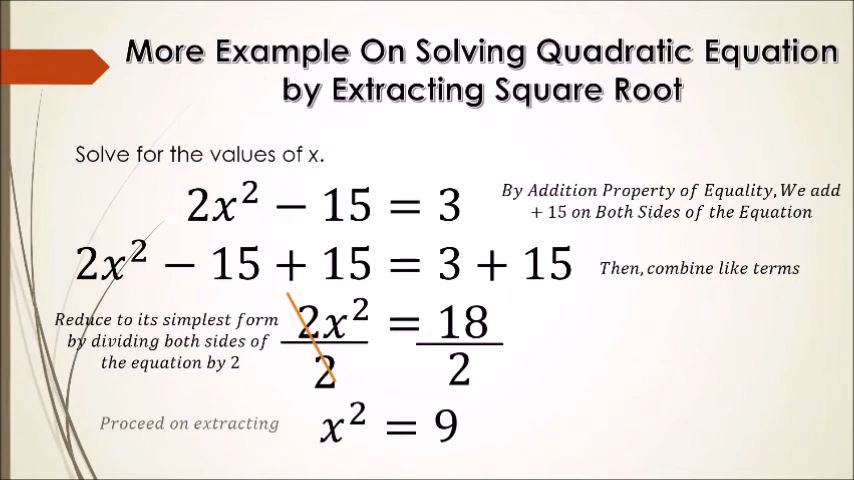 More Example On Solving Quadratic Equation
by Extracting Square Root
Solve for the values of x.
2x² − 15 = 3
By Addition Property of Equality, We add
+ 15 on Both Sides of the Equation
2x² − 15 + 15 = 3 + 15
Then, combine like terms
Reduce to its simplest form
by dividing both sides of
the equation by 2
2x² = 18
2 2
Proceed on extracting
x² = 9